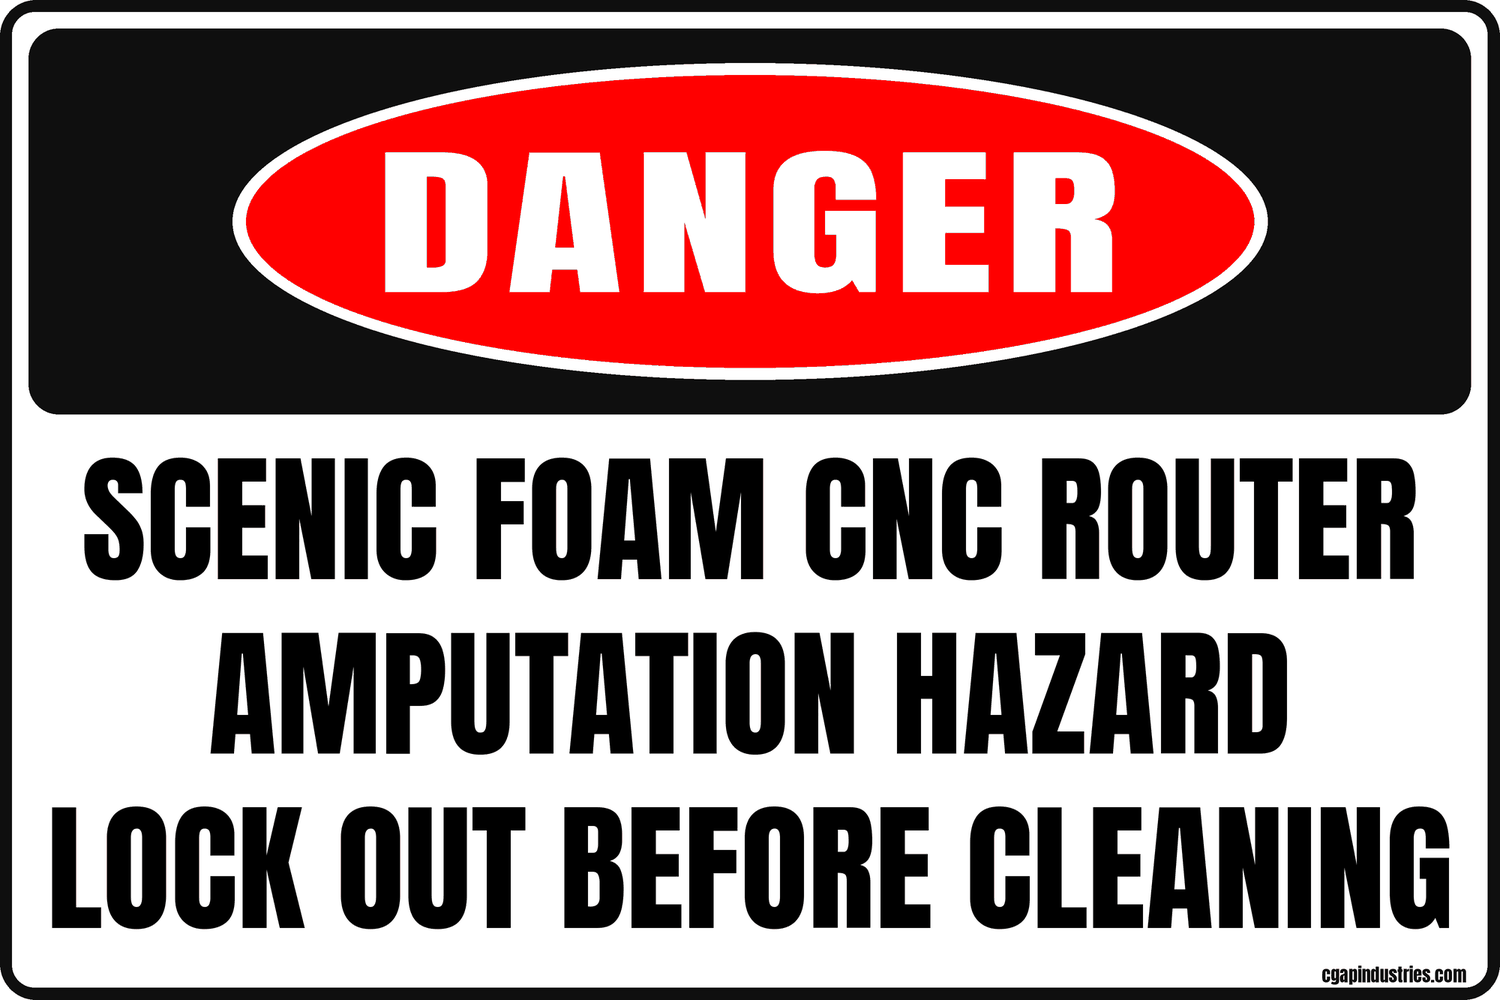 DANGER
SCENIC FOAM CNC ROUTER
AMPUTATION HAZARD
LOCK OUT BEFORE CLEANING
cgapindustries.com